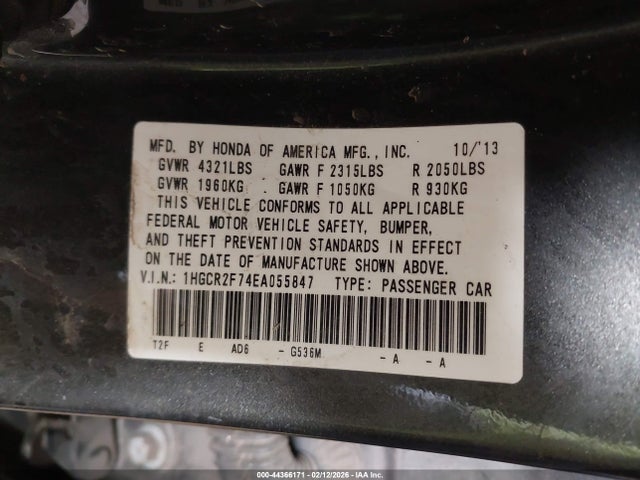 MFD. BY HONDA OF AMERICA MFG., INC. 10/'13
GVWR 4321LBS GAWR F 2315LBS R 2050LBS
GVWR 1960KG GAWR F 1050KG R 930KG
THIS VEHICLE CONFORMS TO ALL APPLICABLE
FEDERAL MOTOR VEHICLE SAFETY, BUMPER,
AND THEFT PREVENTION STANDARDS IN EFFECT
ON THE DATE OF MANUFACTURE SHOWN ABOVE.
V.I.N.: 1HGCR2F74EA055847 TYPE: PASSENGER CAR
T2F E AD6 - G536M - A - A
000-44366171 - 02/12/2026 - IAA Inc.